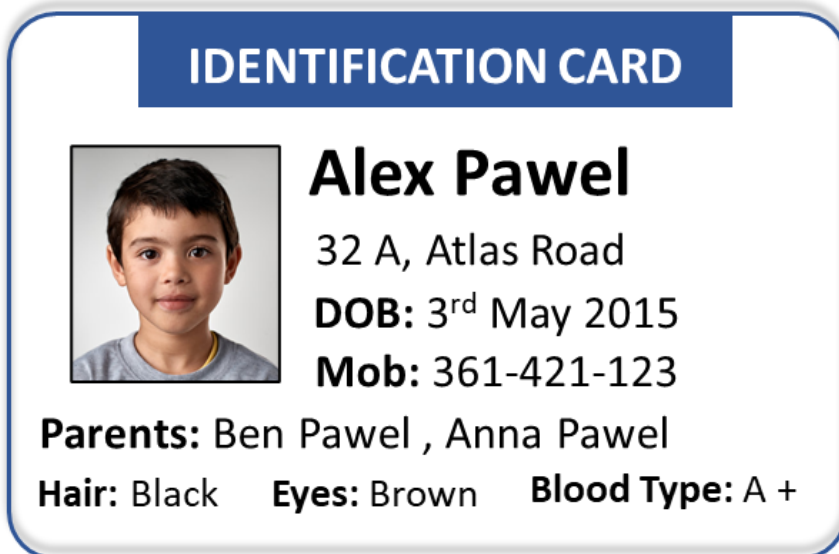 IDENTIFICATION CARD
Alex Pawel
32 A, Atlas Road
DOB: 3rd May 2015
Mob: 361-421-123
Parents: Ben Pawel , Anna Pawel
Hair: Black Eyes: Brown Blood Type: A +